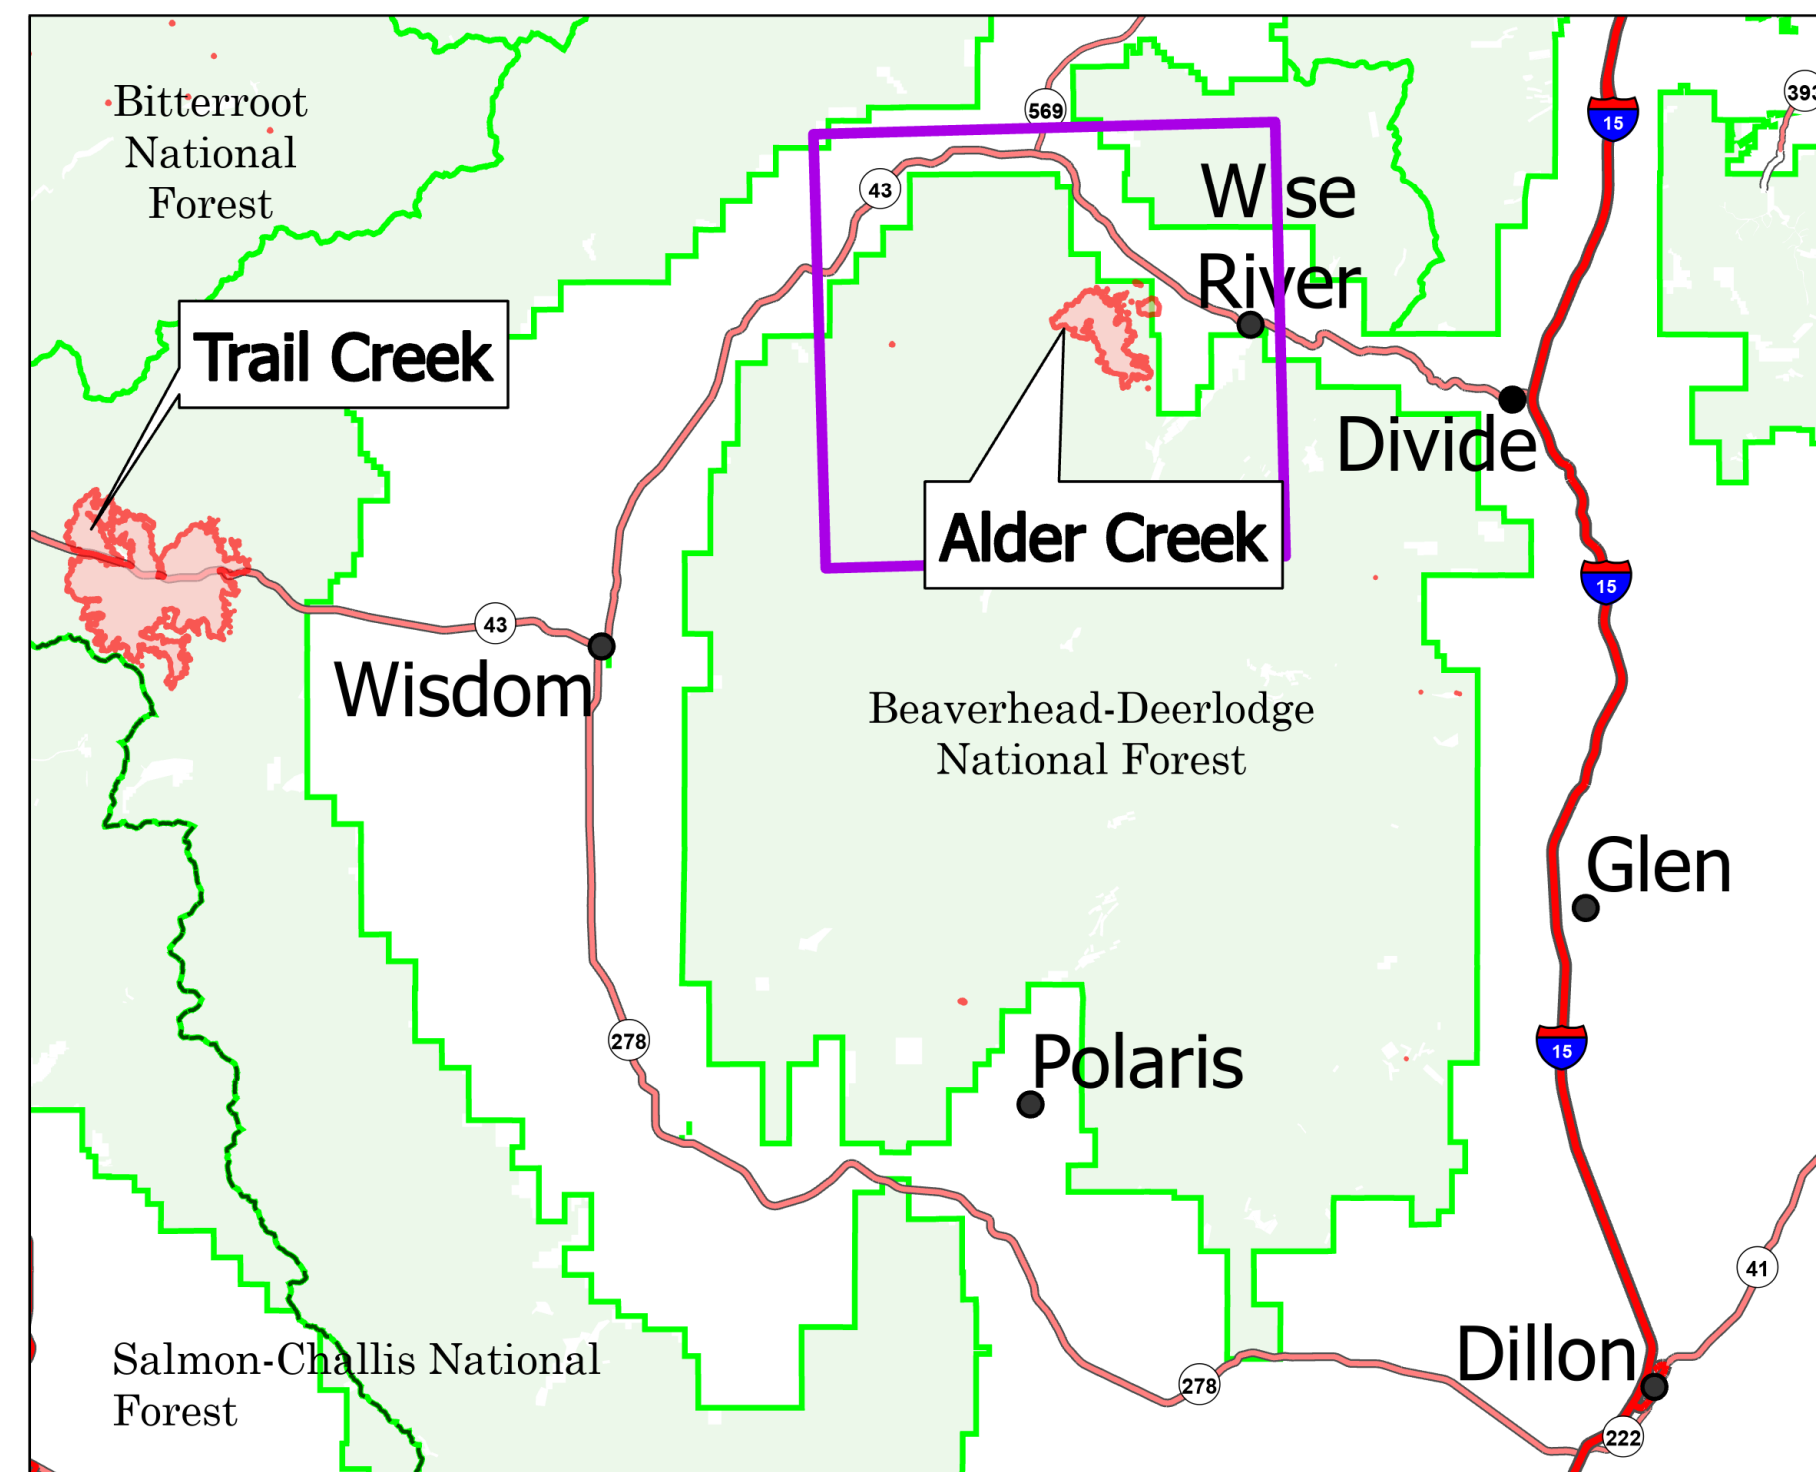 Bitterroot
National
Forest
569
393
15
43
Wise
River
Trail Creek
Divide
Alder Creek
15
43
Wisdom
Beaverhead-Deerlodge
National Forest
Glen
278
15
Polaris
41
Dillon
Salmon-Challis National
Forest
278
222